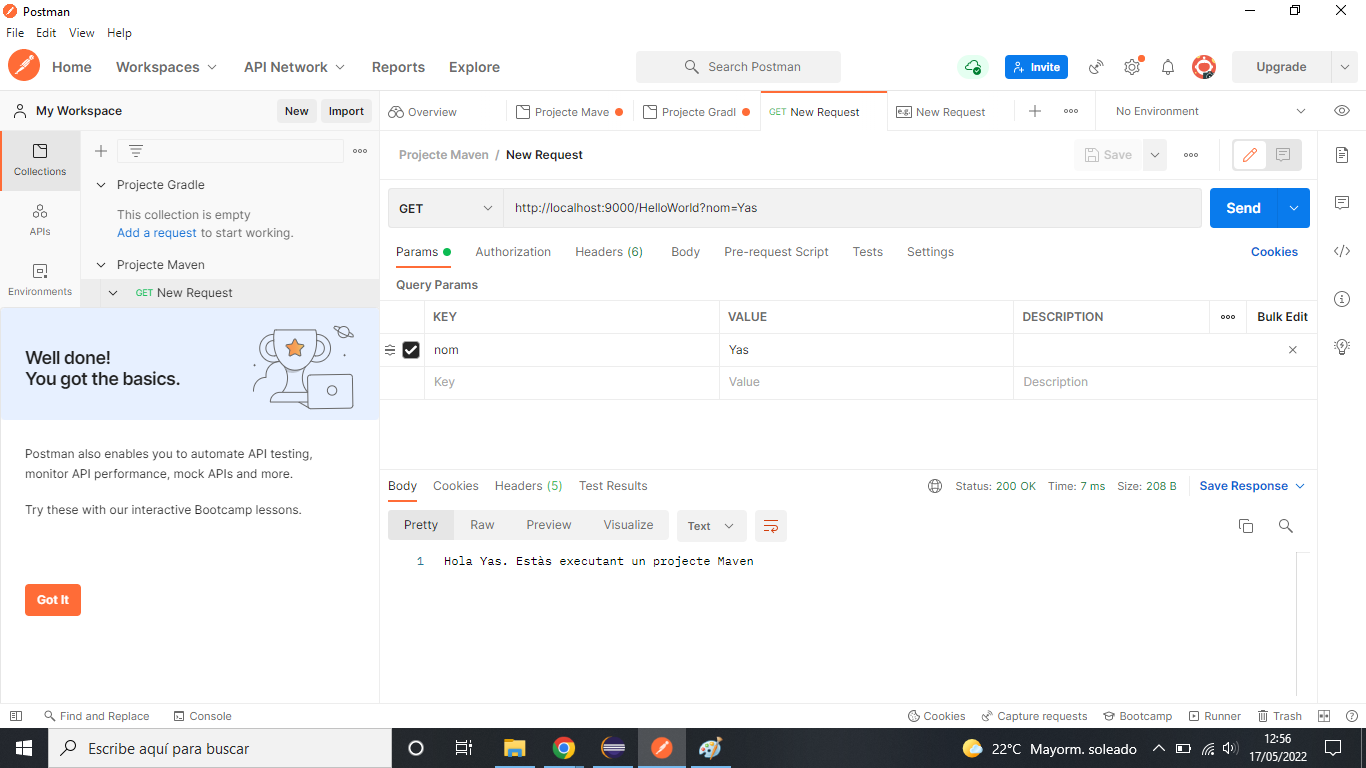 Postman
File Edit View Help
Home Workspaces API Network Reports Explore Search Postman Invite Upgrade
My Workspace New Import Overview Projecte Mave Projecte Gradl GET New Request e.g. New Request No Environment
Collections
APIs
Environments
Projecte Gradle
This collection is empty
Add a request to start working.
Projecte Maven
GET New Request
Well done!
You got the basics.
Postman also enables you to automate API testing,
monitor API performance, mock APIs and more.
Try these with our interactive Bootcamp lessons.
Got It
Projecte Maven / New Request Save
GET http://localhost:9000/HelloWorld?nom=Yas Send
Params Authorization Headers (6) Body Pre-request Script Tests Settings Cookies
Query Params
KEY VALUE DESCRIPTION Bulk Edit
nom Yas
Key Value Description
Body Cookies Headers (5) Test Results Status: 200 OK Time: 7 ms Size: 208 B Save Response
Pretty Raw Preview Visualize Text
1 Hola Yas. Estàs executant un projecte Maven
Find and Replace Console Cookies Capture requests Bootcamp Runner Trash
Escribe aquí para buscar 22°C Mayorm. soleado 12:56
17/05/2022